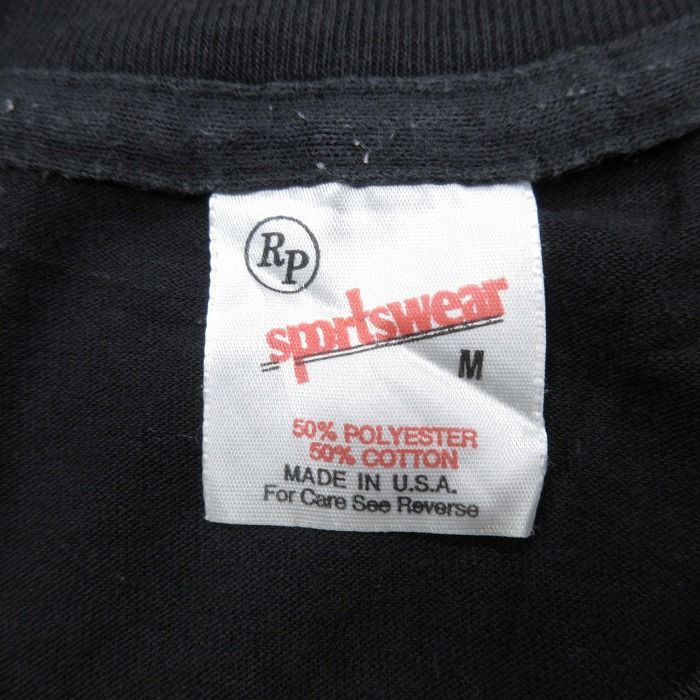 RP
sportswear
M
50% POLYESTER
50% COTTON
MADE IN U.S.A.
For Care See Reverse